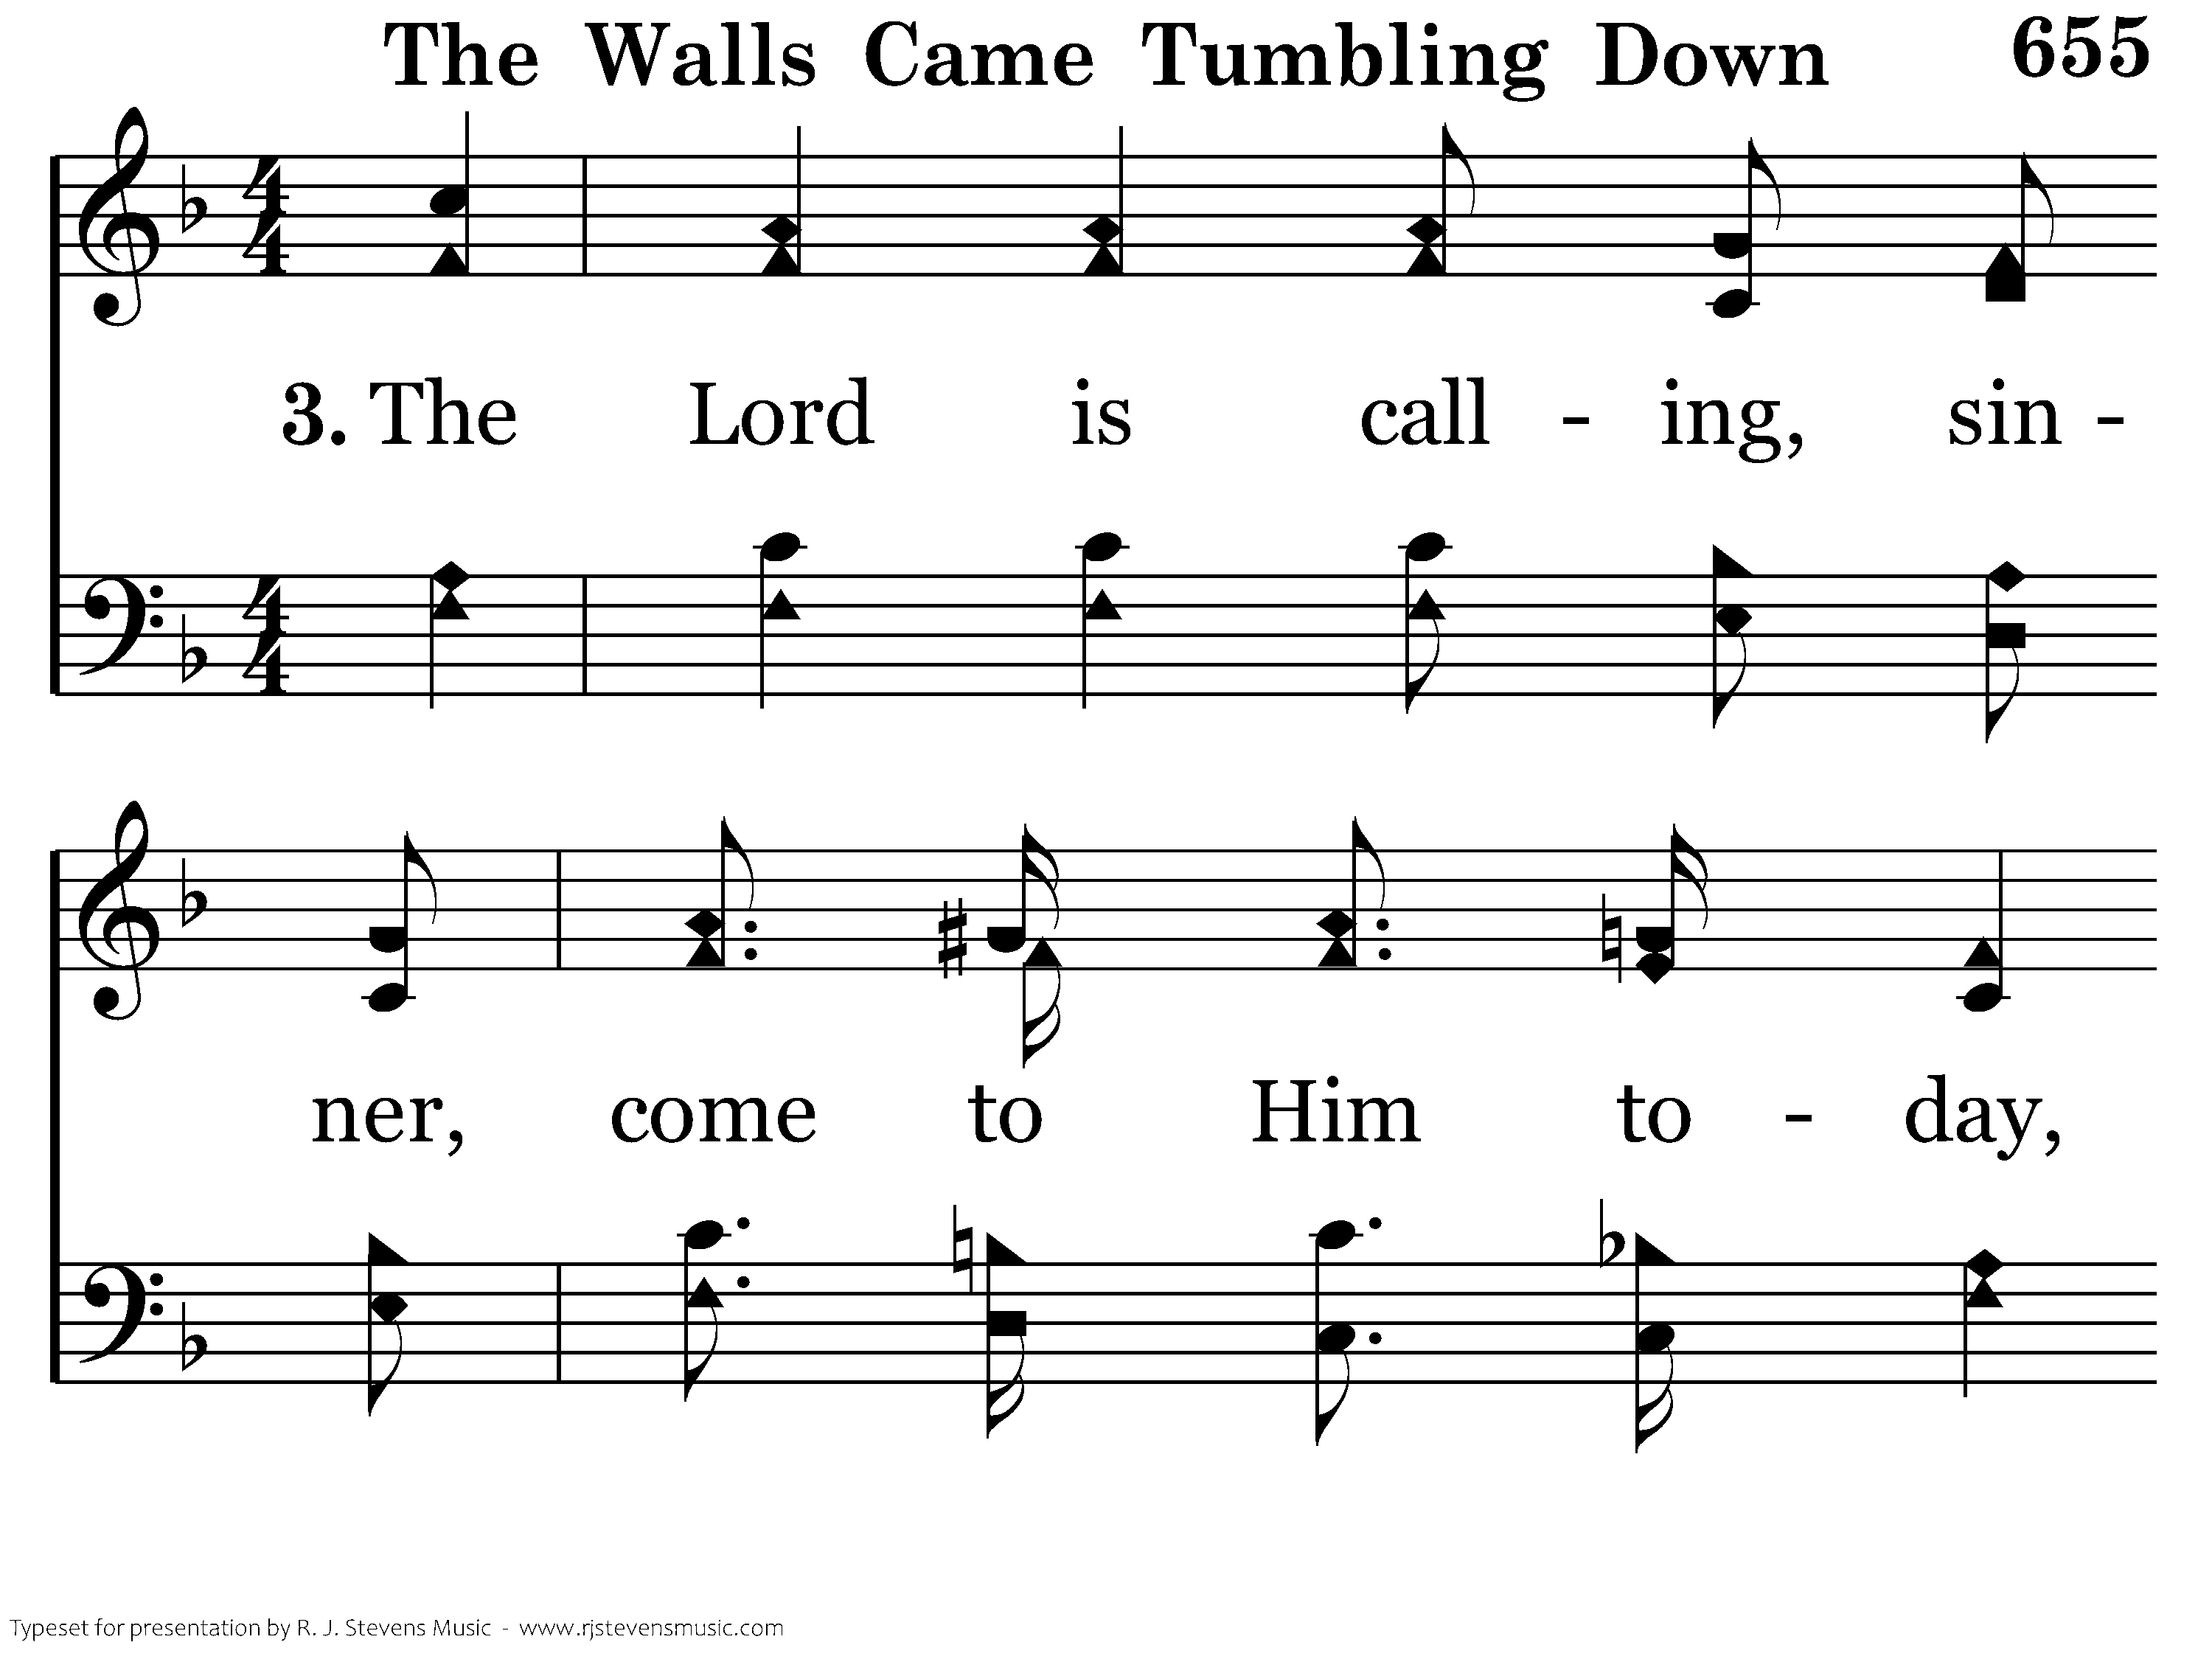 The Walls Came Tumbling Down 655
3. The Lord is call - ing, sin -
ner, come to Him to - day,
Typeset for presentation by R. J. Stevens Music - www.rjstevensmusic.com